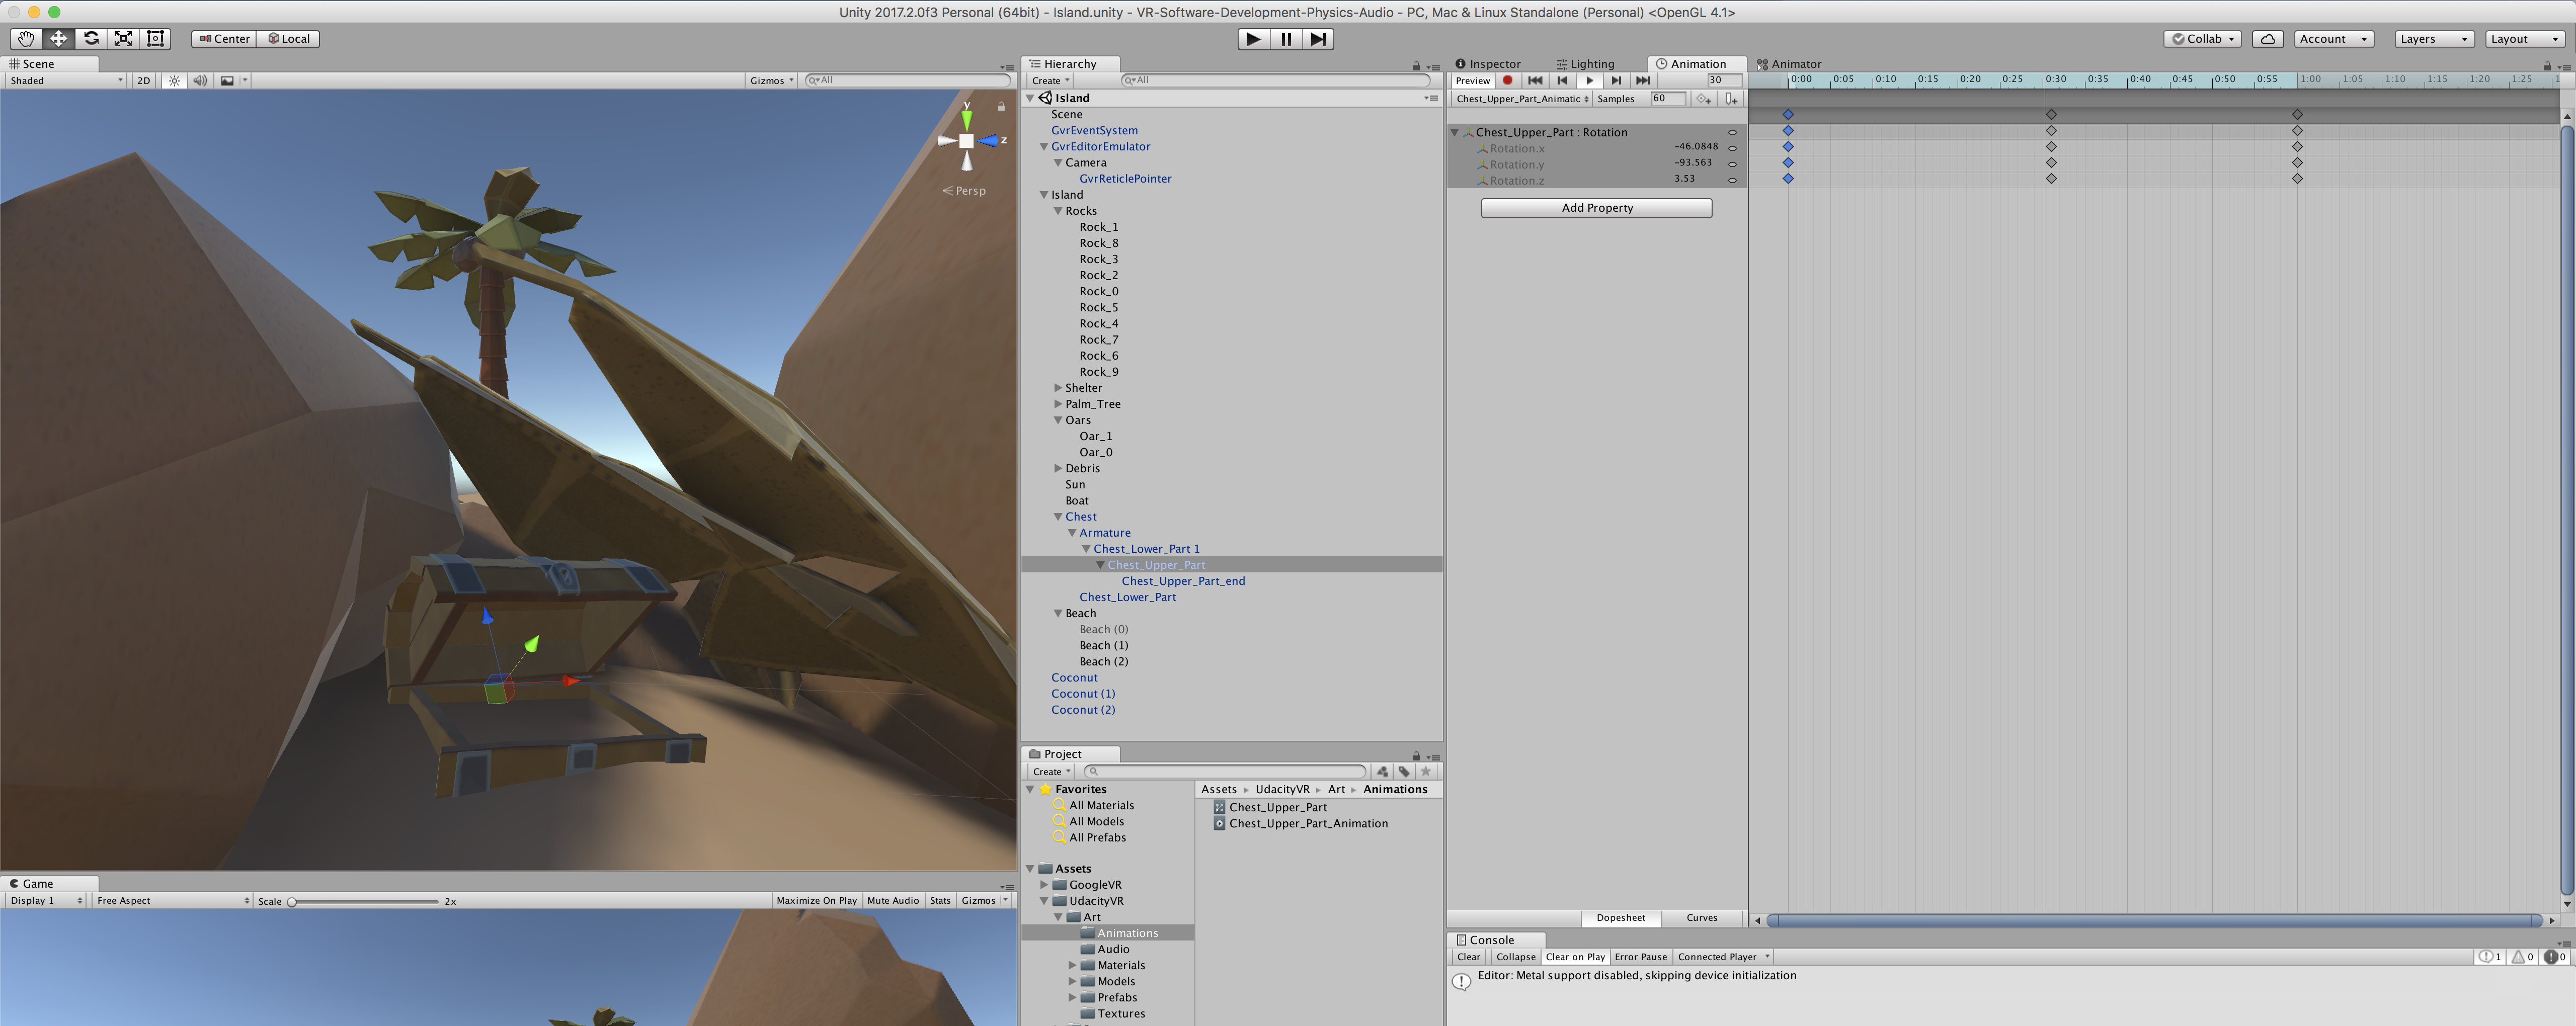 Unity 2017.2.0f3 Personal (64bit) - Island.unity - VR-Software-Development-Physics-Audio - PC, Mac & Linux Standalone (Personal) <OpenGL 4.1>
Center Local Collab Account Layers Layout
Scene
Shaded 2D Gizmos All
y
z
Persp
Game
Display 1 Free Aspect Scale 2x Maximize On Play Mute Audio Stats Gizmos
Hierarchy
Create All
Island
Scene
GvrEventSystem
GvrEditorEmulator
Camera
GvrReticlePointer
Island
Rocks
Rock_1
Rock_8
Rock_3
Rock_2
Rock_0
Rock_5
Rock_4
Rock_7
Rock_6
Rock_9
Shelter
Palm_Tree
Oars
Oar_1
Oar_0
Debris
Sun
Boat
Chest
Armature
Chest_Lower_Part 1
Chest_Upper_Part
Chest_Upper_Part_end
Chest_Lower_Part
Beach
Beach (0)
Beach (1)
Beach (2)
Coconut
Coconut (1)
Coconut (2)
Project
Create
Favorites
All Materials
All Models
All Prefabs
Assets
GoogleVR
UdacityVR
Art
Animations
Audio
Materials
Models
Prefabs
Textures
Assets UdacityVR Art Animations
Chest_Upper_Part
Chest_Upper_Part_Animation
Inspector Lighting Animation Animator
Preview 30 0:00 0:05 0:10 0:15 0:20 0:25 0:30 0:35 0:40 0:45 0:50 0:55 1:00 1:05 1:10 1:15 1:20 1:25
Chest_Upper_Part_Animatic Samples 60
Chest_Upper_Part : Rotation
Rotation.x -46.0848
Rotation.y -93.563
Rotation.z 3.53
Add Property
Dopesheet Curves
Console
Clear Collapse Clear on Play Error Pause Connected Player 1 0 0
Editor: Metal support disabled, skipping device initialization